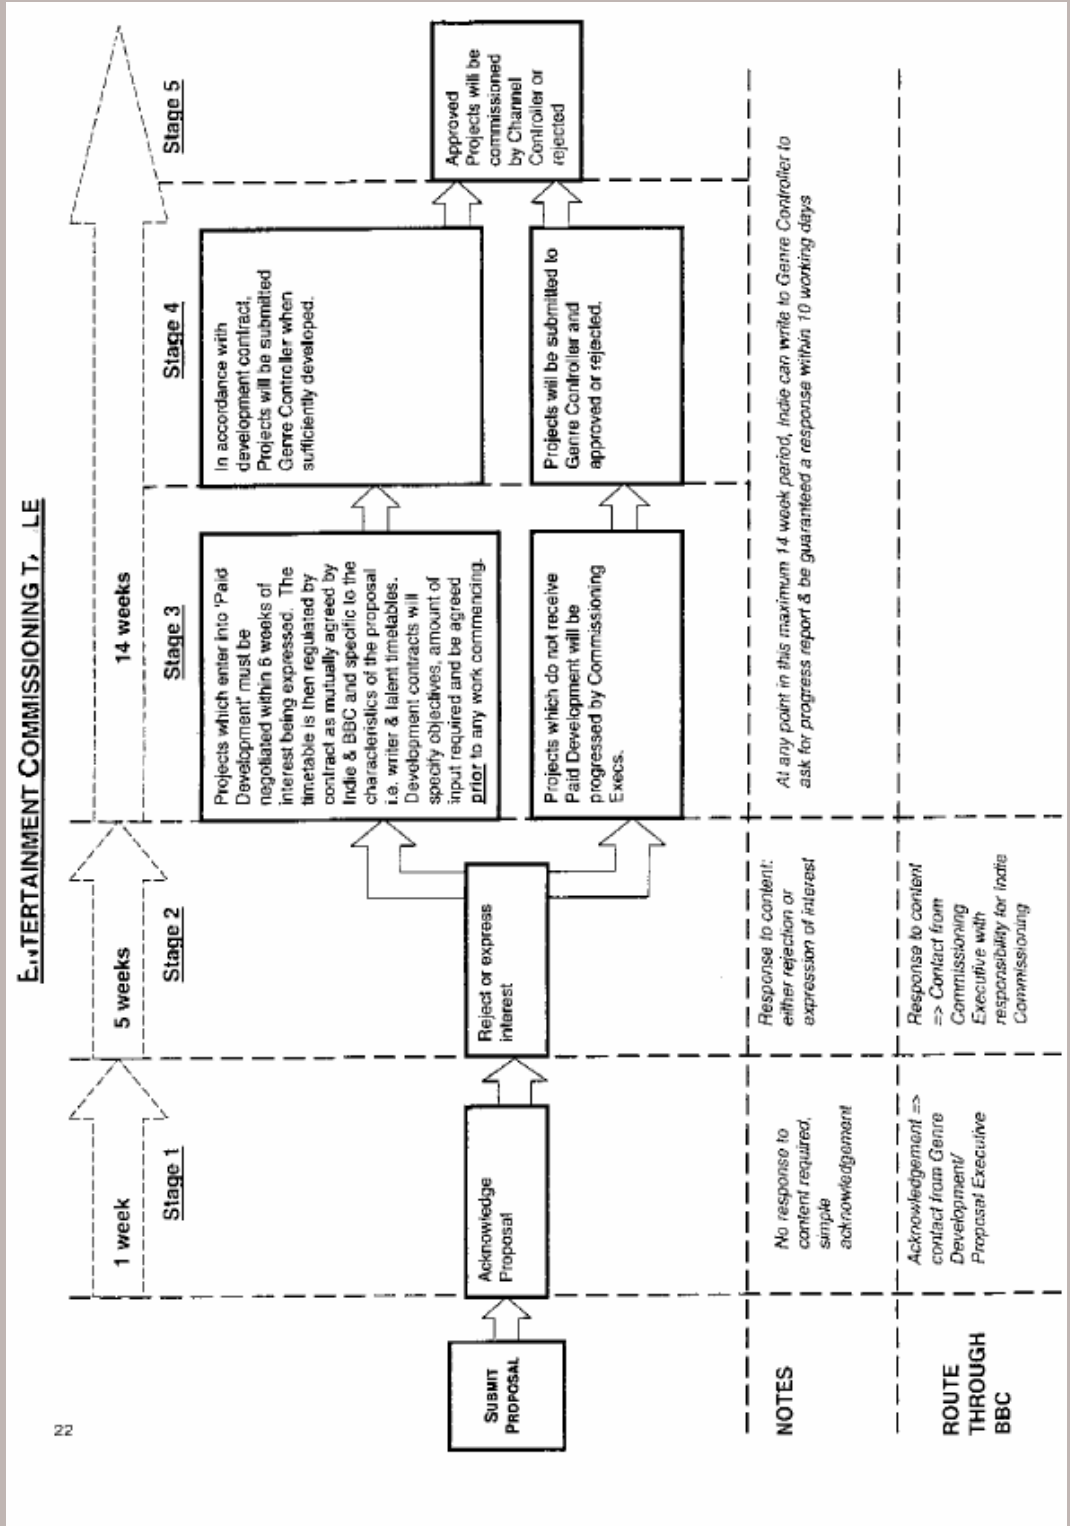 ENTERTAINMENT COMMISSIONING
1 week
5 weeks
14 weeks
Stage 1
Stage 2
Stage 3
Stage 4
Stage 5
SUBMIT
PROPOSAL
Acknowledge
Proposal
Reject or express
interest
Projects which enter into 'Paid
Development' must be
negotiated within 6 weeks of
interest being expressed. The
timetable is then regulated by
contract as mutually agreed by
Indie & BBC and specific to the
characteristics of the proposal
i.e. writer & talent timetables.
Development contracts will
specify objectives, amount of
input required and be agreed
prior to any work commencing.
Projects which do not receive
Paid Development will be
progressed by Commissioning
Execs.
In accordance with
development contract,
Projects will be submitted
Genre Controller when
sufficiently developed.
Projects will be submitted to
Genre Controller and
approved or rejected.
Approved
Projects will be
commissioned
by Channel
Controller or
rejected
NOTES
No response to
content required,
simple
acknowledgement
Response to content:
either rejection or
expression of interest
At any point in this maximum 14 week period, Indie can write to Genre Controller to
ask for progress report & be guaranteed a response within 10 working days
ROUTE
THROUGH
BBC
Acknowledgement =>
contact from Genre
Development/
Proposal Executive
Response to content
=> Contact from
Commissioning
Executive with
responsibility for Indie
Commissioning
22